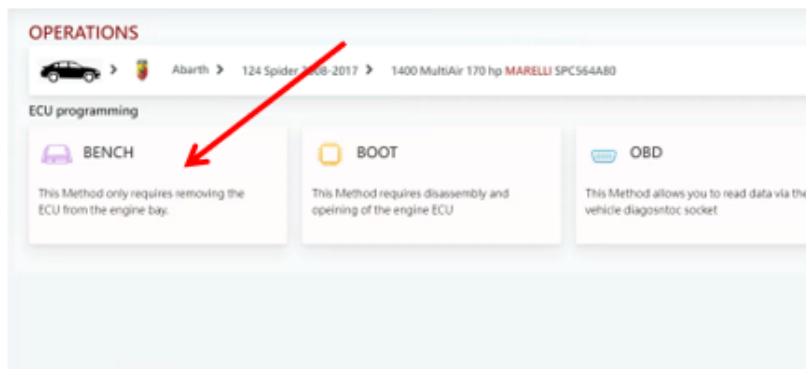 OPERATIONS
Abarth > 124 Spider 2008-2017 > 1400 MultiAir 170 hp MARELLI SPC564A80
ECU programming
BENCH
This Method only requires removing the
ECU from the engine bay.
BOOT
This Method requires disassembly and
opeining of the engine ECU
OBD
This Method allows you to read data via the
vehicle diagosntoc socket